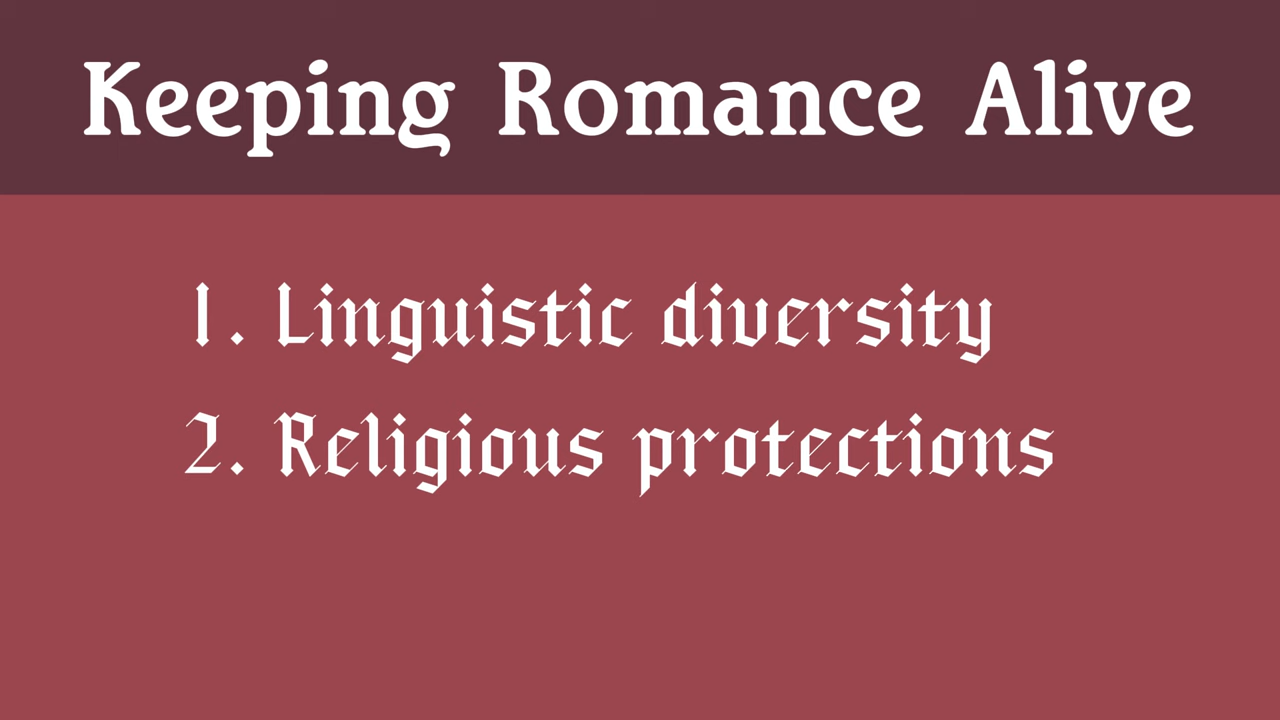 Keeping Romance Alive
1. Linguistic diversity
2. Religious protections